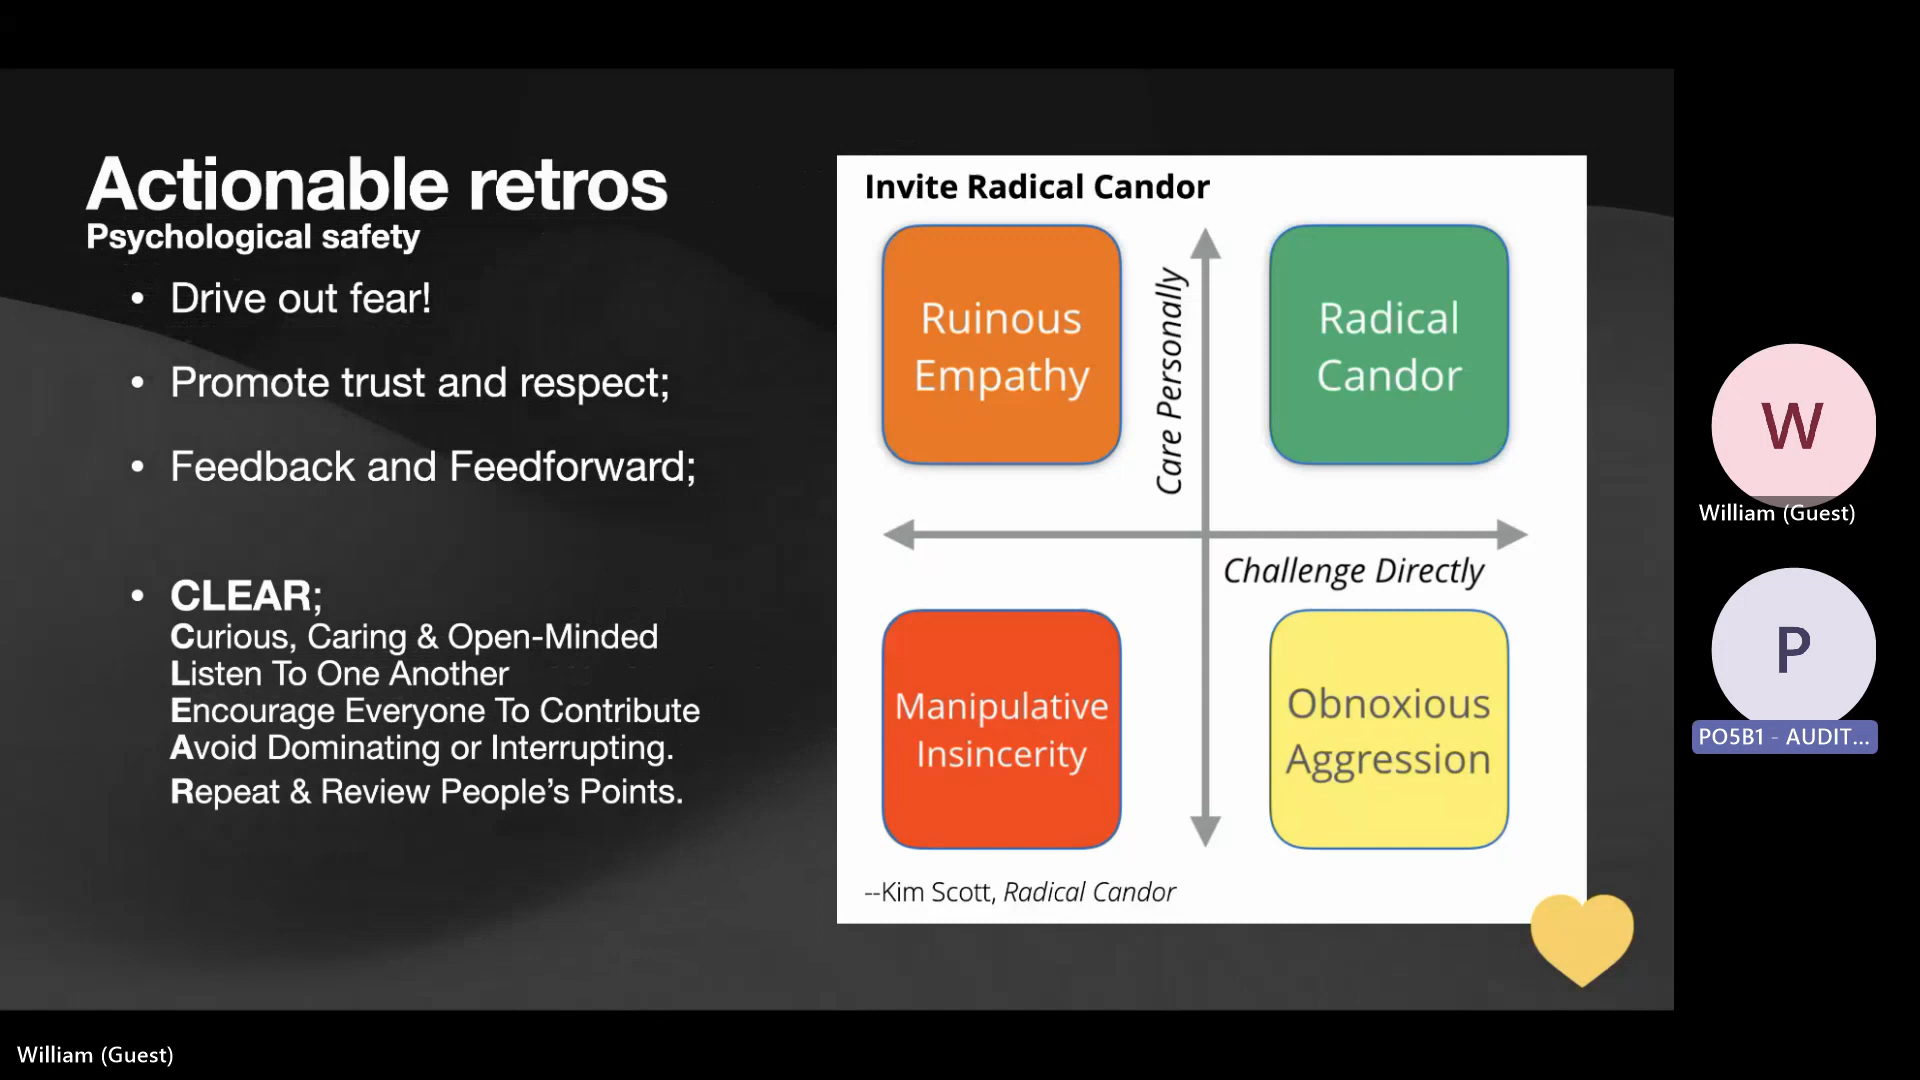 Actionable retros
Psychological safety
• Drive out fear!
• Promote trust and respect;
• Feedback and Feedforward;
• CLEAR;
Curious, Caring & Open-Minded
Listen To One Another
Encourage Everyone To Contribute
Avoid Dominating or Interrupting.
Repeat & Review People’s Points.
Invite Radical Candor
Ruinous
Empathy
Care Personally
Radical
Candor
Challenge Directly
Manipulative
Insincerity
Obnoxious
Aggression
--Kim Scott, Radical Candor
W
William (Guest)
P
PO5B1 - AUDIT...
William (Guest)